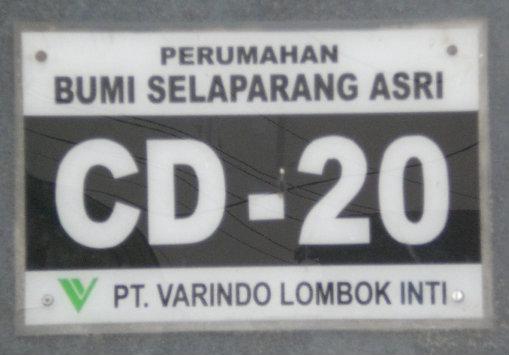 PERUMAHAN
BUMI SELAPARANG ASRI
CD-20
PT. VARINDO LOMBOK INTI